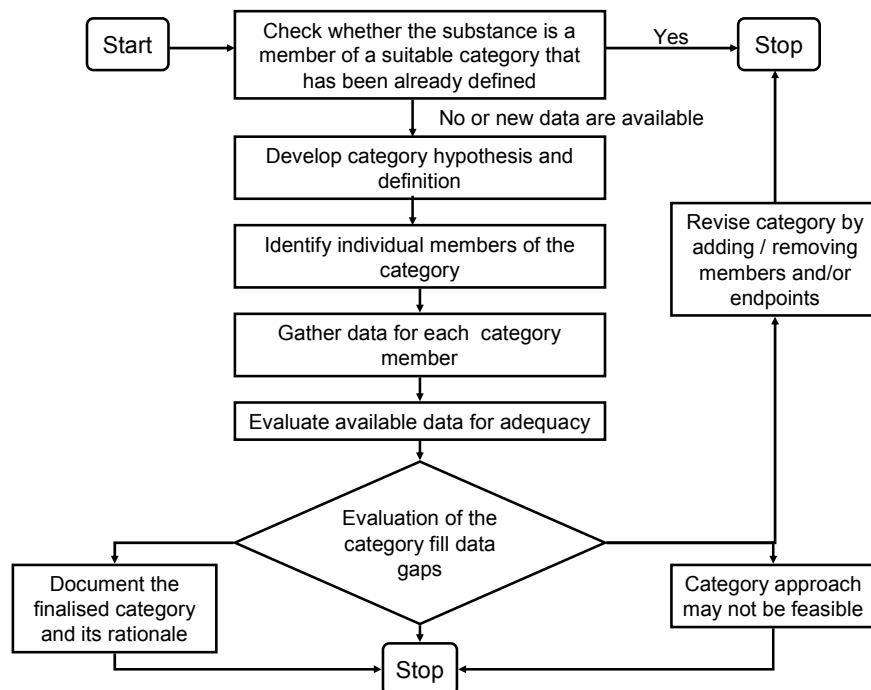 Start
Check whether the substance is a
member of a suitable category that
has been already defined
Yes
Stop
No or new data are available
Develop category hypothesis and
definition
Identify individual members of the
category
Revise category by
adding / removing
members and/or
endpoints
Gather data for each category
member
Evaluate available data for adequacy
Evaluation of the
category fill data
gaps
Document the
finalised category
and its rationale
Category approach
may not be feasible
Stop